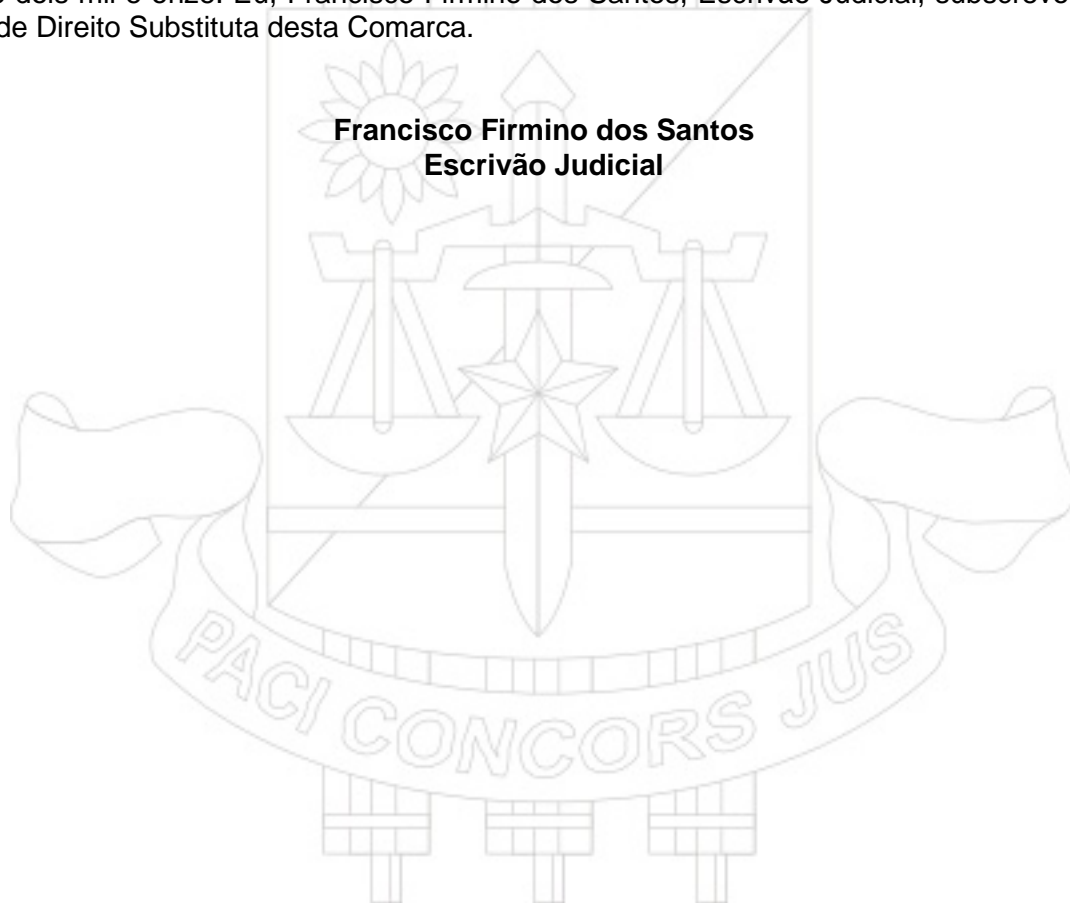 dois mil e onze. Eu, Francisco Firmino dos Santos, Escrivão Judicial, subscrevo
de Direito Substituta desta Comarca.
Francisco Firmino dos Santos
Escrivão Judicial
PACI CONCORS JUS